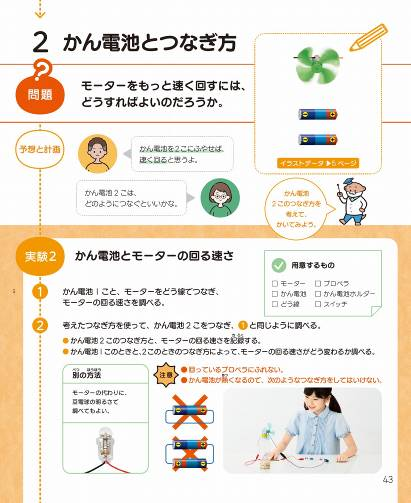 2 かん電池とつなぎ方
問題
モーターをもっと速く回すには、
どうすればよいのだろうか。
イラストデータ ▶5ページ
予想と計画
かん電池を2こにふやせば、
速く回ると思うよ。
かん電池2こは、
どのようにつなぐといいかな。
かん電池
2このつなぎ方を
考えて、
かいてみよう。
実験2 かん電池とモーターの回る速さ
用意するもの
□ モーター □ プロペラ
□ かん電池 □ かん電池ホルダー
□ どう線 □ スイッチ
1 かん電池1こと、モーターをどう線でつなぎ、
モーターの回る速さを調べる。
2 考えたつなぎ方を使って、かん電池2こをつなぎ、1と同じように調べる。
●かん電池2このつなぎ方と、モーターの回る速さを記録する。
●かん電池1このときと、2このときのつなぎ方によって、モーターの回る速さがどう変わるか調べる。
べつ ほうほう
別の方法
モーターの代わりに、
豆電球の明るさで
調べてもよい。
注意
●回っているプロペラにふれない。
●かん電池が熱くなるので、次のようなつなぎ方をしてはいけない。
43